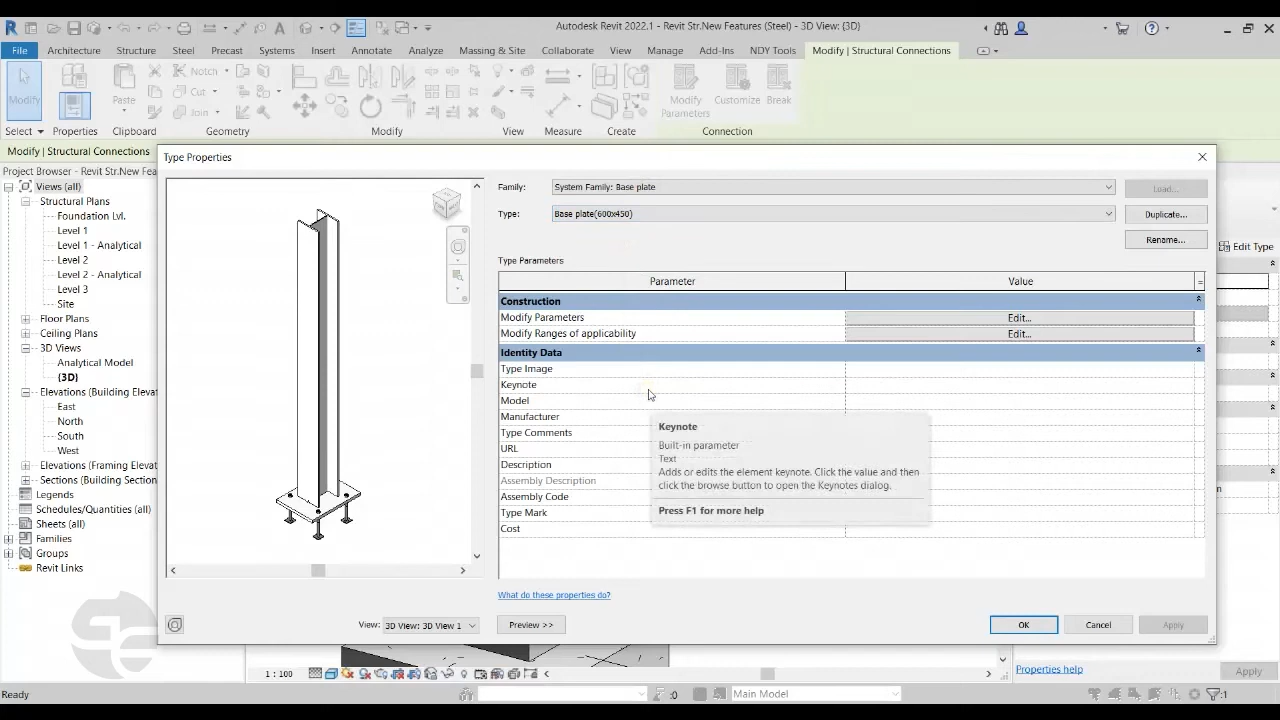 Autodesk Revit 2022.1 - Revit Str.New Features (Steel) - 3D View: {3D}
File Architecture Structure Steel Precast Systems Insert Annotate Analyze Massing & Site Collaborate View Manage Add-Ins NDY Tools Modify | Structural Connections
Modify Paste Notch Cut Join Modify Parameters Customize Break
Select Properties Clipboard Geometry Modify View Measure Create Connection
Modify | Structural Connections
Project Browser - Revit Str.New Fea
Views (all)
Structural Plans
Foundation Lvl.
Level 1
Level 1 - Analytical
Level 2
Level 2 - Analytical
Level 3
Site
Floor Plans
Ceiling Plans
3D Views
Analytical Model
{3D}
Elevations (Building Elevation
East
North
South
West
Elevations (Framing Elevation
Sections (Building Section
Legends
Schedules/Quantities (all)
Sheets (all)
Families
Groups
Revit Links
Type Properties
Family: System Family: Base plate Load...
Type: Base plate(600x450) Duplicate...
Rename...
Type Parameters
Parameter Value =
Construction
Modify Parameters Edit...
Modify Ranges of applicability Edit...
Identity Data
Type Image
Keynote
Model
Manufacturer
Type Comments
URL
Description
Assembly Description
Assembly Code
Type Mark
Cost
Keynote
Built-in parameter
Text
Adds or edits the element keynote. Click the value and then
click the browse button to open the Keynotes dialog.
Press F1 for more help
What do these properties do?
View: 3D View: 3D View 1 Preview >> OK Cancel Apply
Edit Type
1 : 100
Properties help Apply
Ready :0 Main Model :1